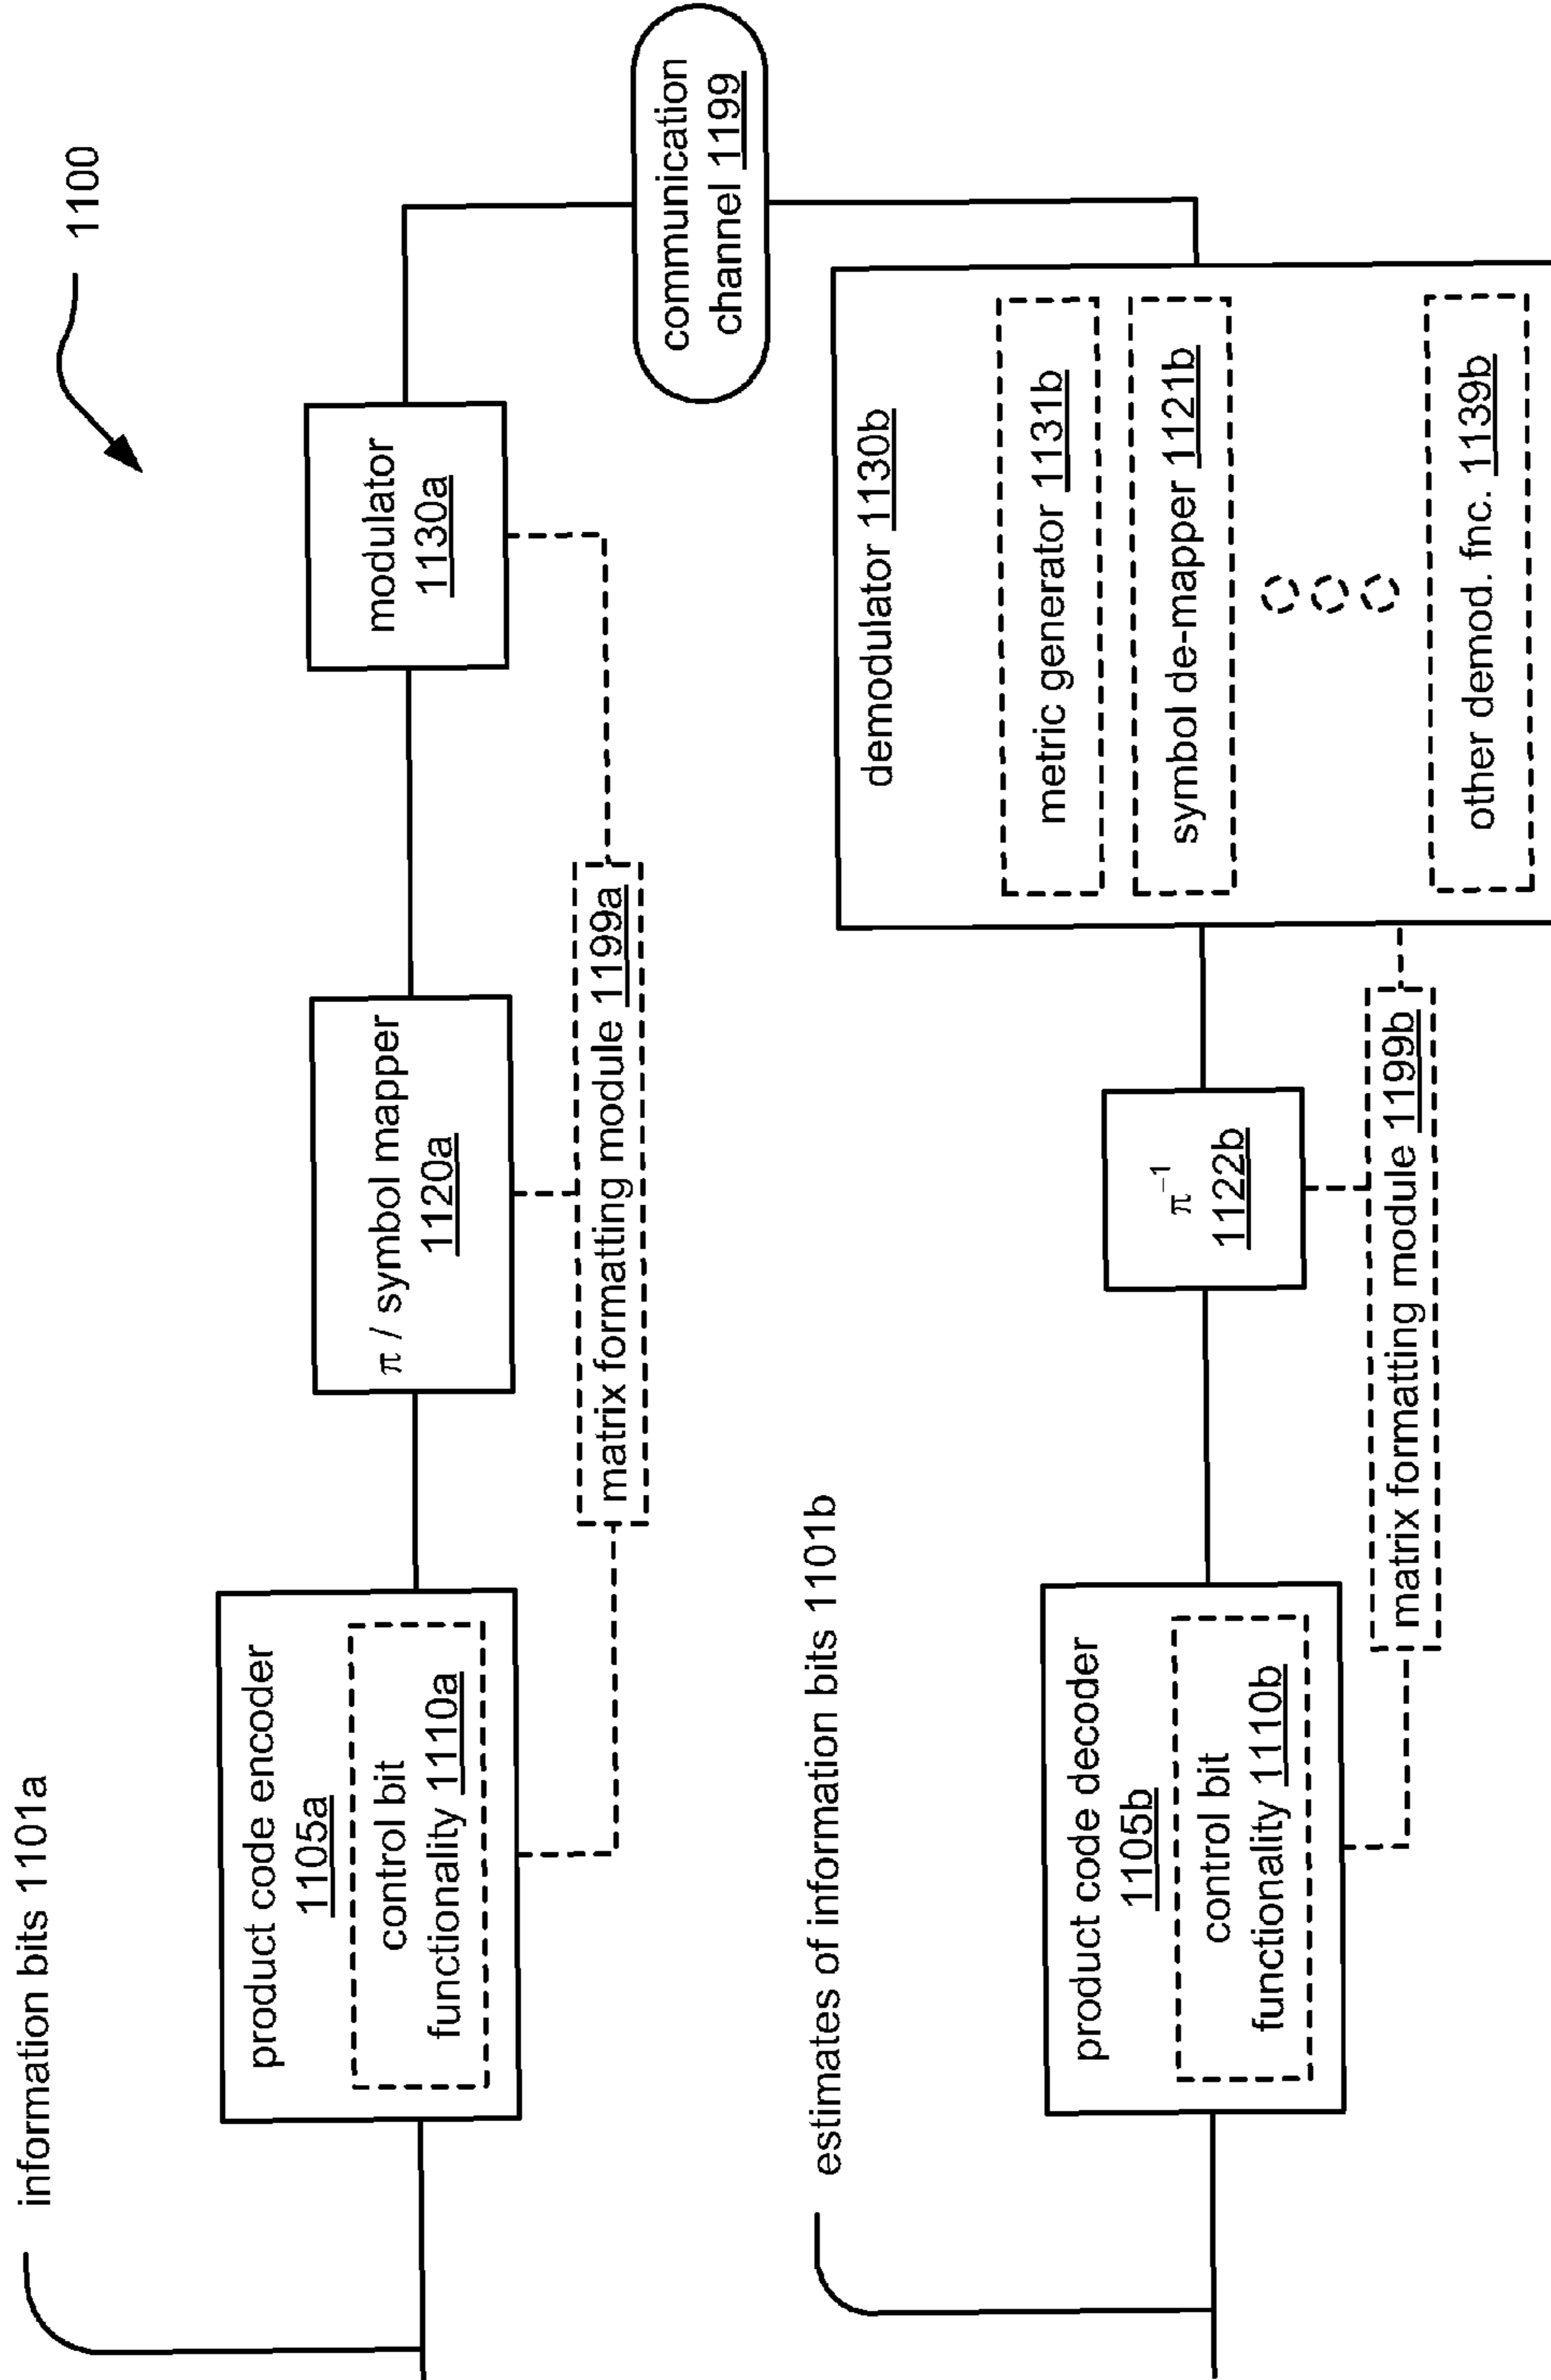 1100
information bits 1101a
product code encoder
1105a
control bit
functionality 1110a
π / symbol mapper
1120a
modulator
1130a
matrix formatting module 1199a
communication
channel 1199
estimates of information bits 1101b
product code decoder
1105b
control bit
functionality 1110b
π⁻¹
1122b
matrix formatting module 1199b
demodulator 1130b
metric generator 1131b
symbol de-mapper 1121b
other demod. fnc. 1139b